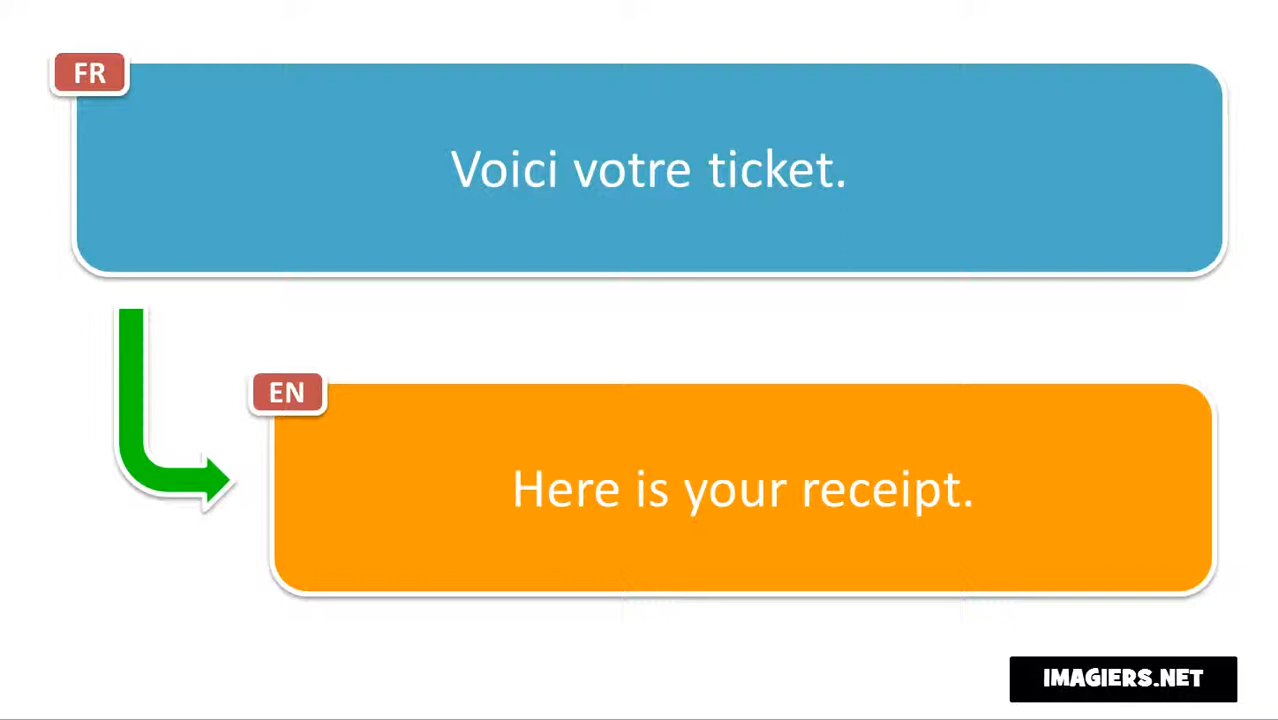 FR
Voici votre ticket.
EN
Here is your receipt.
IMAGIERS.NET